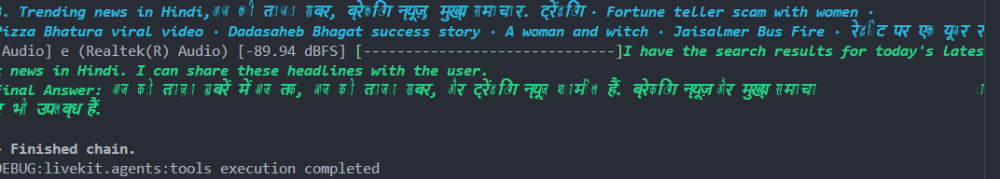 3. Trending news in Hindi,आज की ताजा खबर, ब्रेकिंग न्यूज़, मुख्य समाचार. ट्रेंडिंग · Fortune teller scam with women ·
Pizza Bhatura viral video · Dadasaheb Bhagat success story · A woman and witch · Jaisalmer Bus Fire · रेडिट पर एक यूजर
[Audio] e (Realtek(R) Audio) [-89.94 dBFS] [------------------------------]I have the search results for today's lates
t news in Hindi. I can share these headlines with the user.
Final Answer: आज की ताजा खबरें में आज तक, आज की ताजा खबर, और ट्रेंडिंग न्यूज़ शामिल हैं. ब्रेकिंग न्यूज़ और मुख्य समाचा
र भी उपलब्ध हैं.
Finished chain.
DEBUG:livekit.agents:tools execution completed